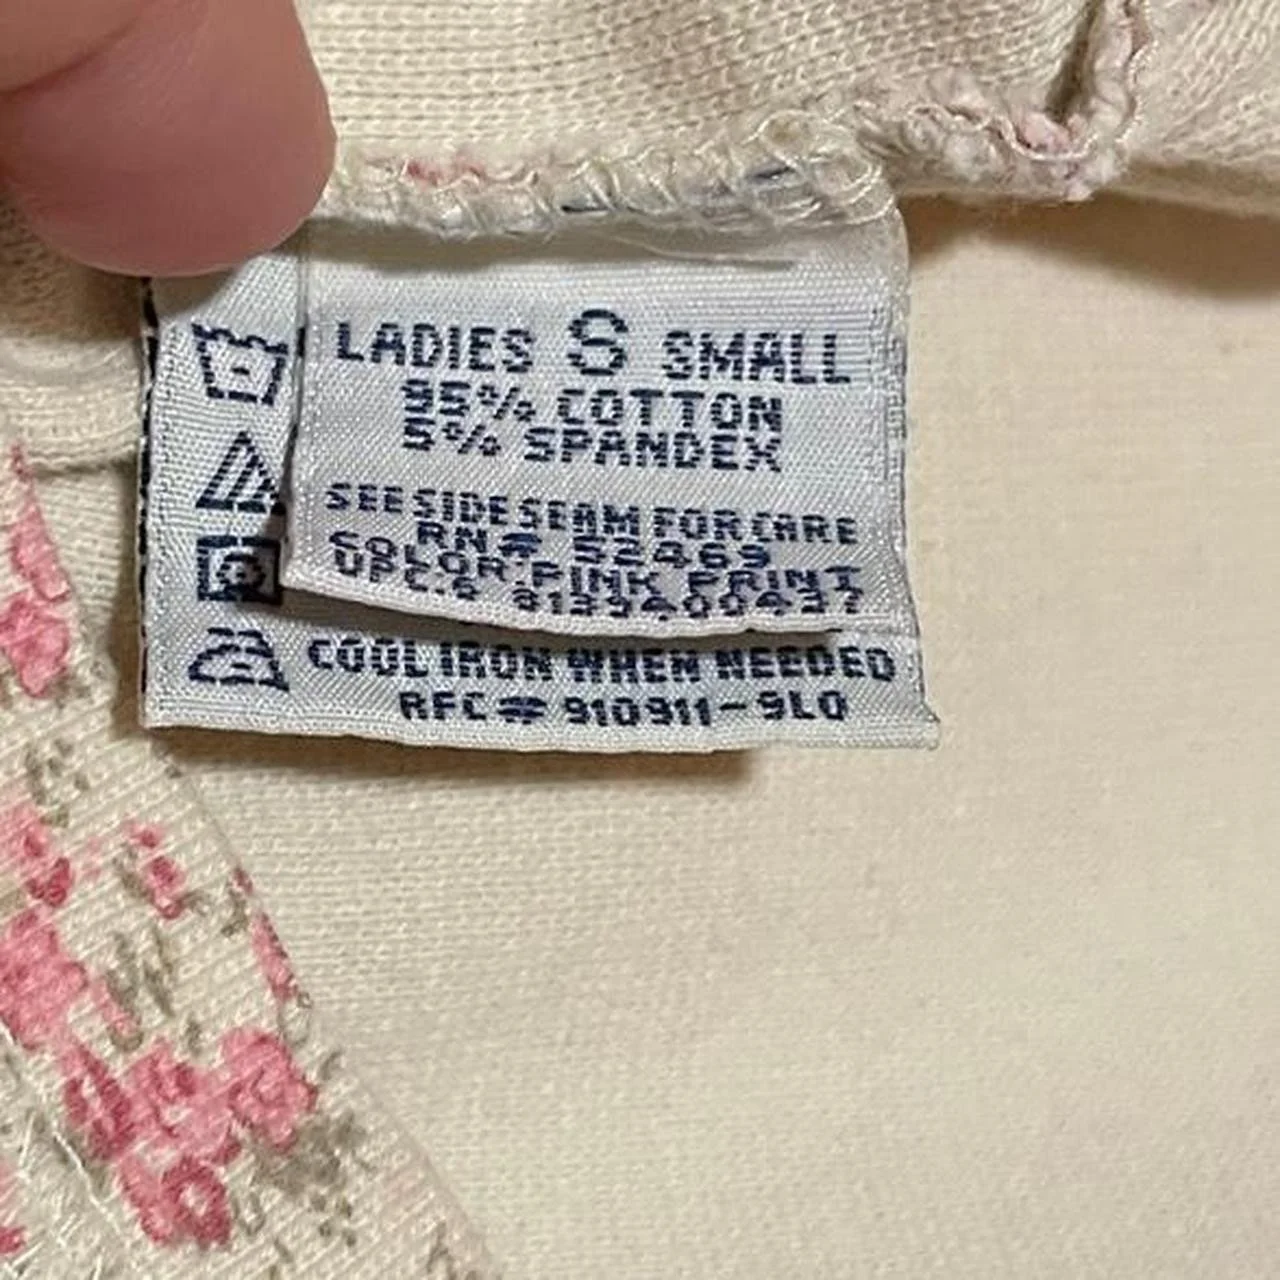 LADIES S SMALL
95% COTTON
5% SPANDEX
SEE SIDE SEAM FOR CARE
RN# 52469
COLOR:PINK PRINT
COOL IRON WHEN NEEDED
RFC# 910911-9LO